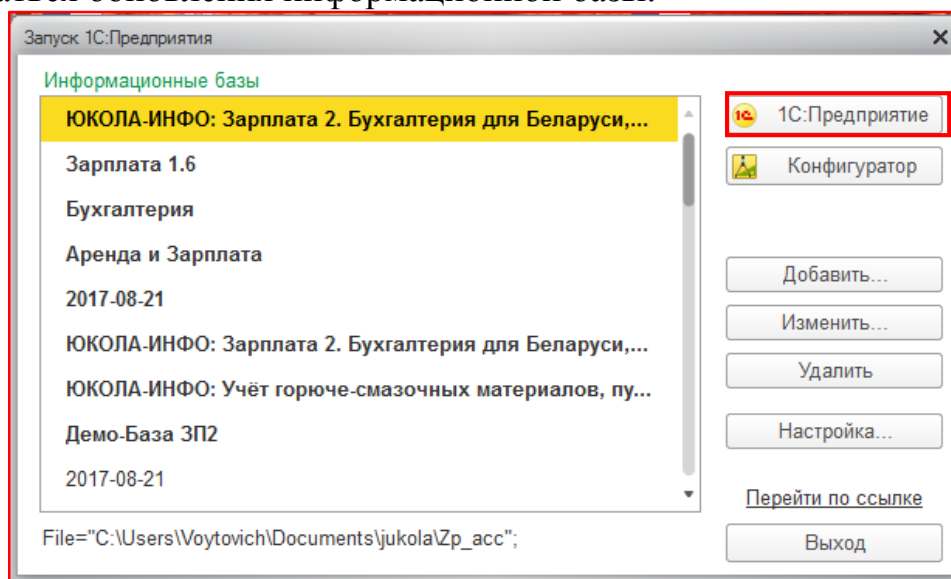 обновления информационной базы.
Запуск 1С:Предприятия
Информационные базы
ЮКОЛА-ИНФО: Зарплата 2. Бухгалтерия для Беларуси,...
Зарплата 1.6
Бухгалтерия
Аренда и Зарплата
2017-08-21
ЮКОЛА-ИНФО: Зарплата 2. Бухгалтерия для Беларуси,...
ЮКОЛА-ИНФО: Учёт горюче-смазочных материалов, пу...
Демо-База ЗП2
2017-08-21
File="C:\Users\Voytovich\Documents\jukola\Zp_acc";
1С:Предприятие
Конфигуратор
Добавить...
Изменить...
Удалить
Настройка...
Перейти по ссылке
Выход